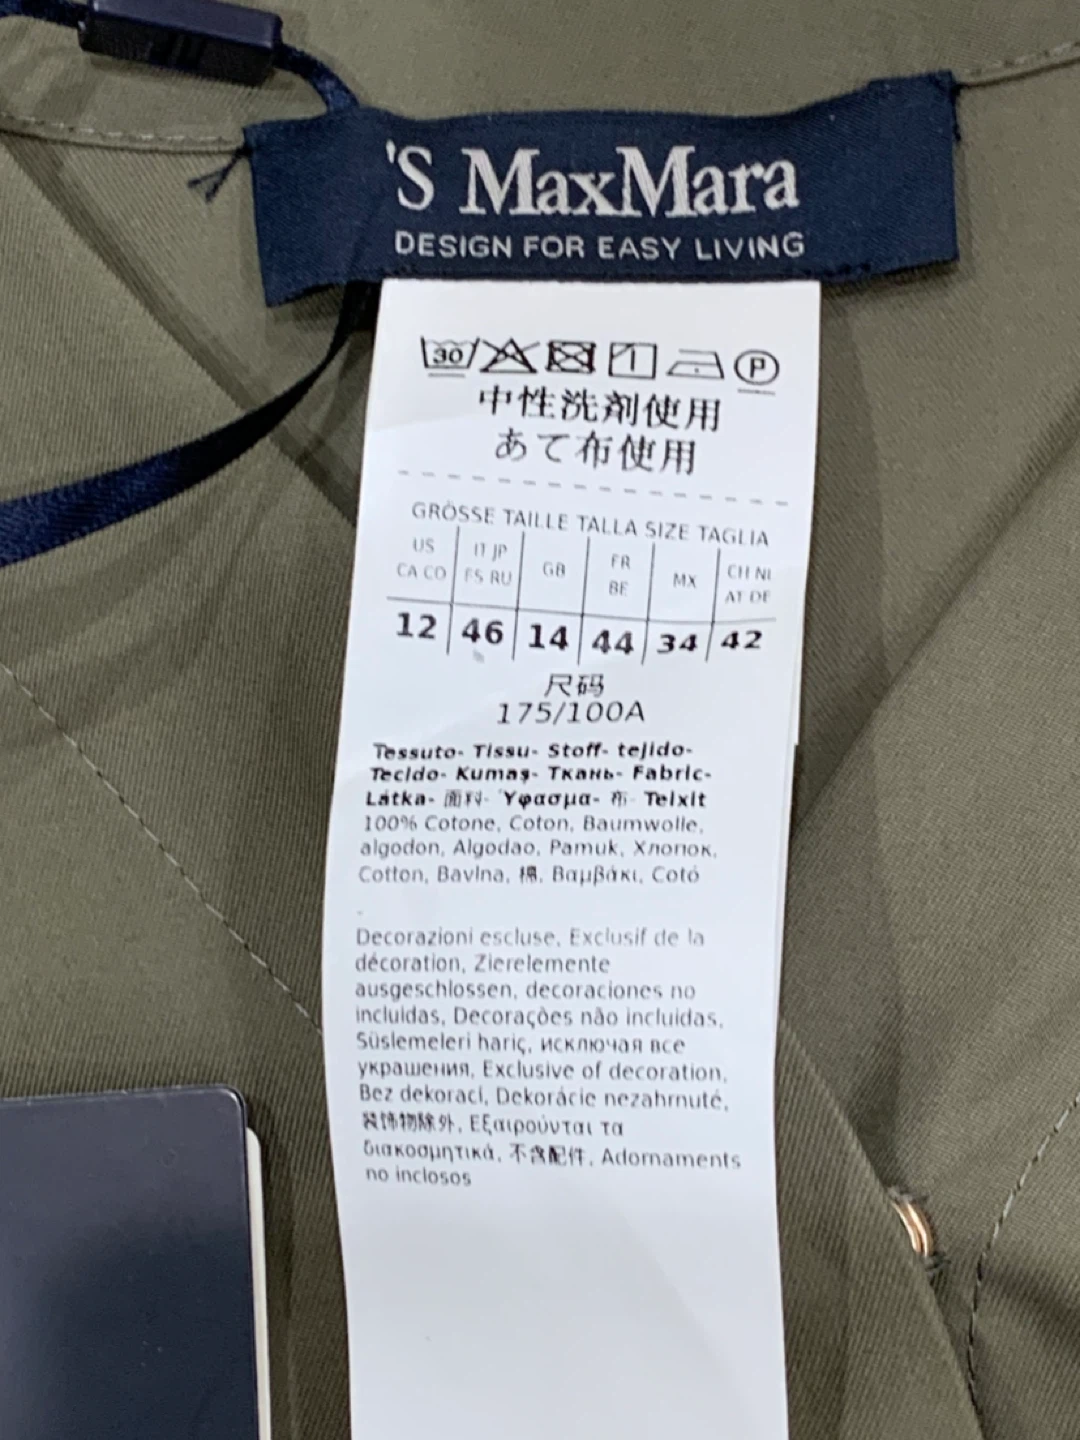 'S MaxMara
DESIGN FOR EASY LIVING
30 P
中性洗剤使用
あて布使用
GRÖSSE TAILLE TALLA SIZE TAGLIA
US CA CO IT JP ES RU GB FR BE MX CH NL AT DE
12 46 14 44 34 42
尺码
175/100A
Tessuto- Tissu- Stoff- tejido-
Tecido- Kumaş- Ткань- Fabric-
Látka- 面料- Ύφασμα- 布- Teixit
100% Cotone, Coton, Baumwolle,
algodon, Algodao, Pamuk, Хлопок,
Cotton, Bavlna, 棉, Βαμβάκι, Cotó
Decorazioni escluse, Exclusif de la
décoration, Zierelemente
ausgeschlossen, decoraciones no
incluidas, Decorações não incluidas,
Süslemeleri hariç, исключая все
украшения, Exclusive of decoration,
Bez dekorací, Dekorácie nezahrnuté,
装飾物除外, Εξαιρούνται τα
διακοσμητικά, 不含配件, Adornaments
no inclosos